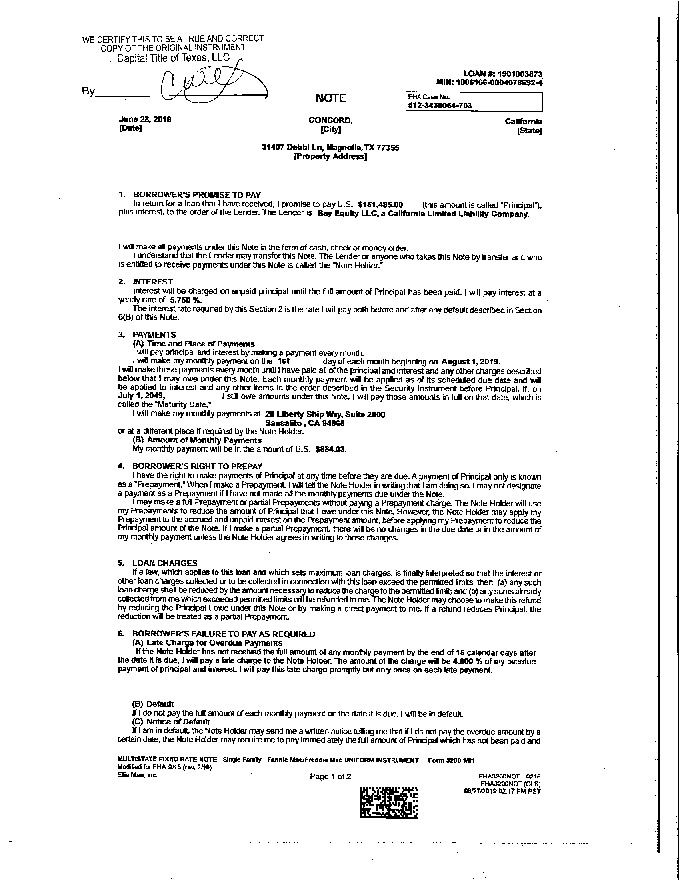 WE CERTIFY THIS TO BE A TRUE AND CORRECT
COPY OF THE ORIGINAL INSTRUMENT
Capital Title of Texas, LLC
By
LOAN #: 1901003873
MIN:
NOTE
FHA Case No.
June 28, 2019
[Date]
CONCORD,
[City]
California
[State]
31407 Debbi Ln, Magnolia, TX 77355
[Property Address]
1. BORROWER'S PROMISE TO PAY
In return for a loan that I have received, I promise to pay U.S. (this amount is called "Principal"),
plus interest, to the order of the Lender. The Lender is Bay Equity LLC, a California Limited Liability Company.
I will make all payments under this Note in the form of cash, check or money order.
I understand that the Lender may transfer this Note. The Lender or anyone who takes this Note by transfer and who
is entitled to receive payments under this Note is called the "Note Holder."
2. INTEREST
Interest will be charged on unpaid principal until the full amount of Principal has been paid. I will pay interest at a
yearly rate of 5.750 %.
The interest rate required by this Section 2 is the rate I will pay both before and after any default described in Section
6(B) of this Note.
3. PAYMENTS
(A) Time and Place of Payments
I will pay principal and interest by making a payment every month.
I will make my monthly payment on the 1st day of each month beginning on August 1, 2019.
I will make these payments every month until I have paid all of the principal and interest and any other charges described
below that I may owe under this Note. Each monthly payment will be applied as of its scheduled due date and will
be applied to interest and any other items in the order described in the Security Instrument before Principal. If, on
July 1, 2049, I still owe amounts under this Note, I will pay those amounts in full on that date, which is
called the "Maturity Date."
I will make my monthly payments at 28 Liberty Ship Way, Suite 2800
Sausalito, CA 94965
or at a different place if required by the Note Holder.
(B) Amount of Monthly Payments
My monthly payment will be in the amount of U.S.
4. BORROWER'S RIGHT TO PREPAY
I have the right to make payments of Principal at any time before they are due. A payment of Principal only is known
as a "Prepayment." When I make a Prepayment, I will tell the Note Holder in writing that I am doing so. I may not designate
a payment as a Prepayment if I have not made all the monthly payments due under the Note.
I may make a full Prepayment or partial Prepayments without paying a Prepayment charge. The Note Holder will use
my Prepayments to reduce the amount of Principal that I owe under this Note. However, the Note Holder may apply my
Prepayment to the accrued and unpaid interest on the Prepayment amount, before applying my Prepayment to reduce the
Principal amount of the Note. If I make a partial Prepayment, there will be no changes in the due date or in the amount of
my monthly payment unless the Note Holder agrees in writing to those changes.
5. LOAN CHARGES
If a law, which applies to this loan and which sets maximum loan charges, is finally interpreted so that the interest or
other loan charges collected or to be collected in connection with this loan exceed the permitted limits, then: (a) any such
loan charge shall be reduced by the amount necessary to reduce the charge to the permitted limit; and (b) any sums already
collected from me which exceeded permitted limits will be refunded to me. The Note Holder may choose to make this refund
by reducing the Principal I owe under this Note or by making a direct payment to me. If a refund reduces Principal, the
reduction will be treated as a partial Prepayment.
6. BORROWER'S FAILURE TO PAY AS REQUIRED
(A) Late Charge for Overdue Payments
If the Note Holder has not received the full amount of any monthly payment by the end of 15 calendar days after
the date it is due, I will pay a late charge to the Note Holder. The amount of the charge will be 4.000 % of my overdue
payment of principal and interest. I will pay this late charge promptly but only once on each late payment.
(B) Default
If I do not pay the full amount of each monthly payment on the date it is due, I will be in default.
(C) Notice of Default
If I am in default, the Note Holder may send me a written notice telling me that if I do not pay the overdue amount by a
certain date, the Note Holder may require me to pay immediately the full amount of Principal which has not been paid and
MULTISTATE FIXED RATE NOTE Single Family Fannie Mae/Freddie Mac UNIFORM INSTRUMENT Form 3200 1/01
Modified for FHA
Ellie Mae, Inc.
Page 1 of 2
FHA3200NOT
FHA3200NOT (CLS)
06/27/2019 02:17 PM PST